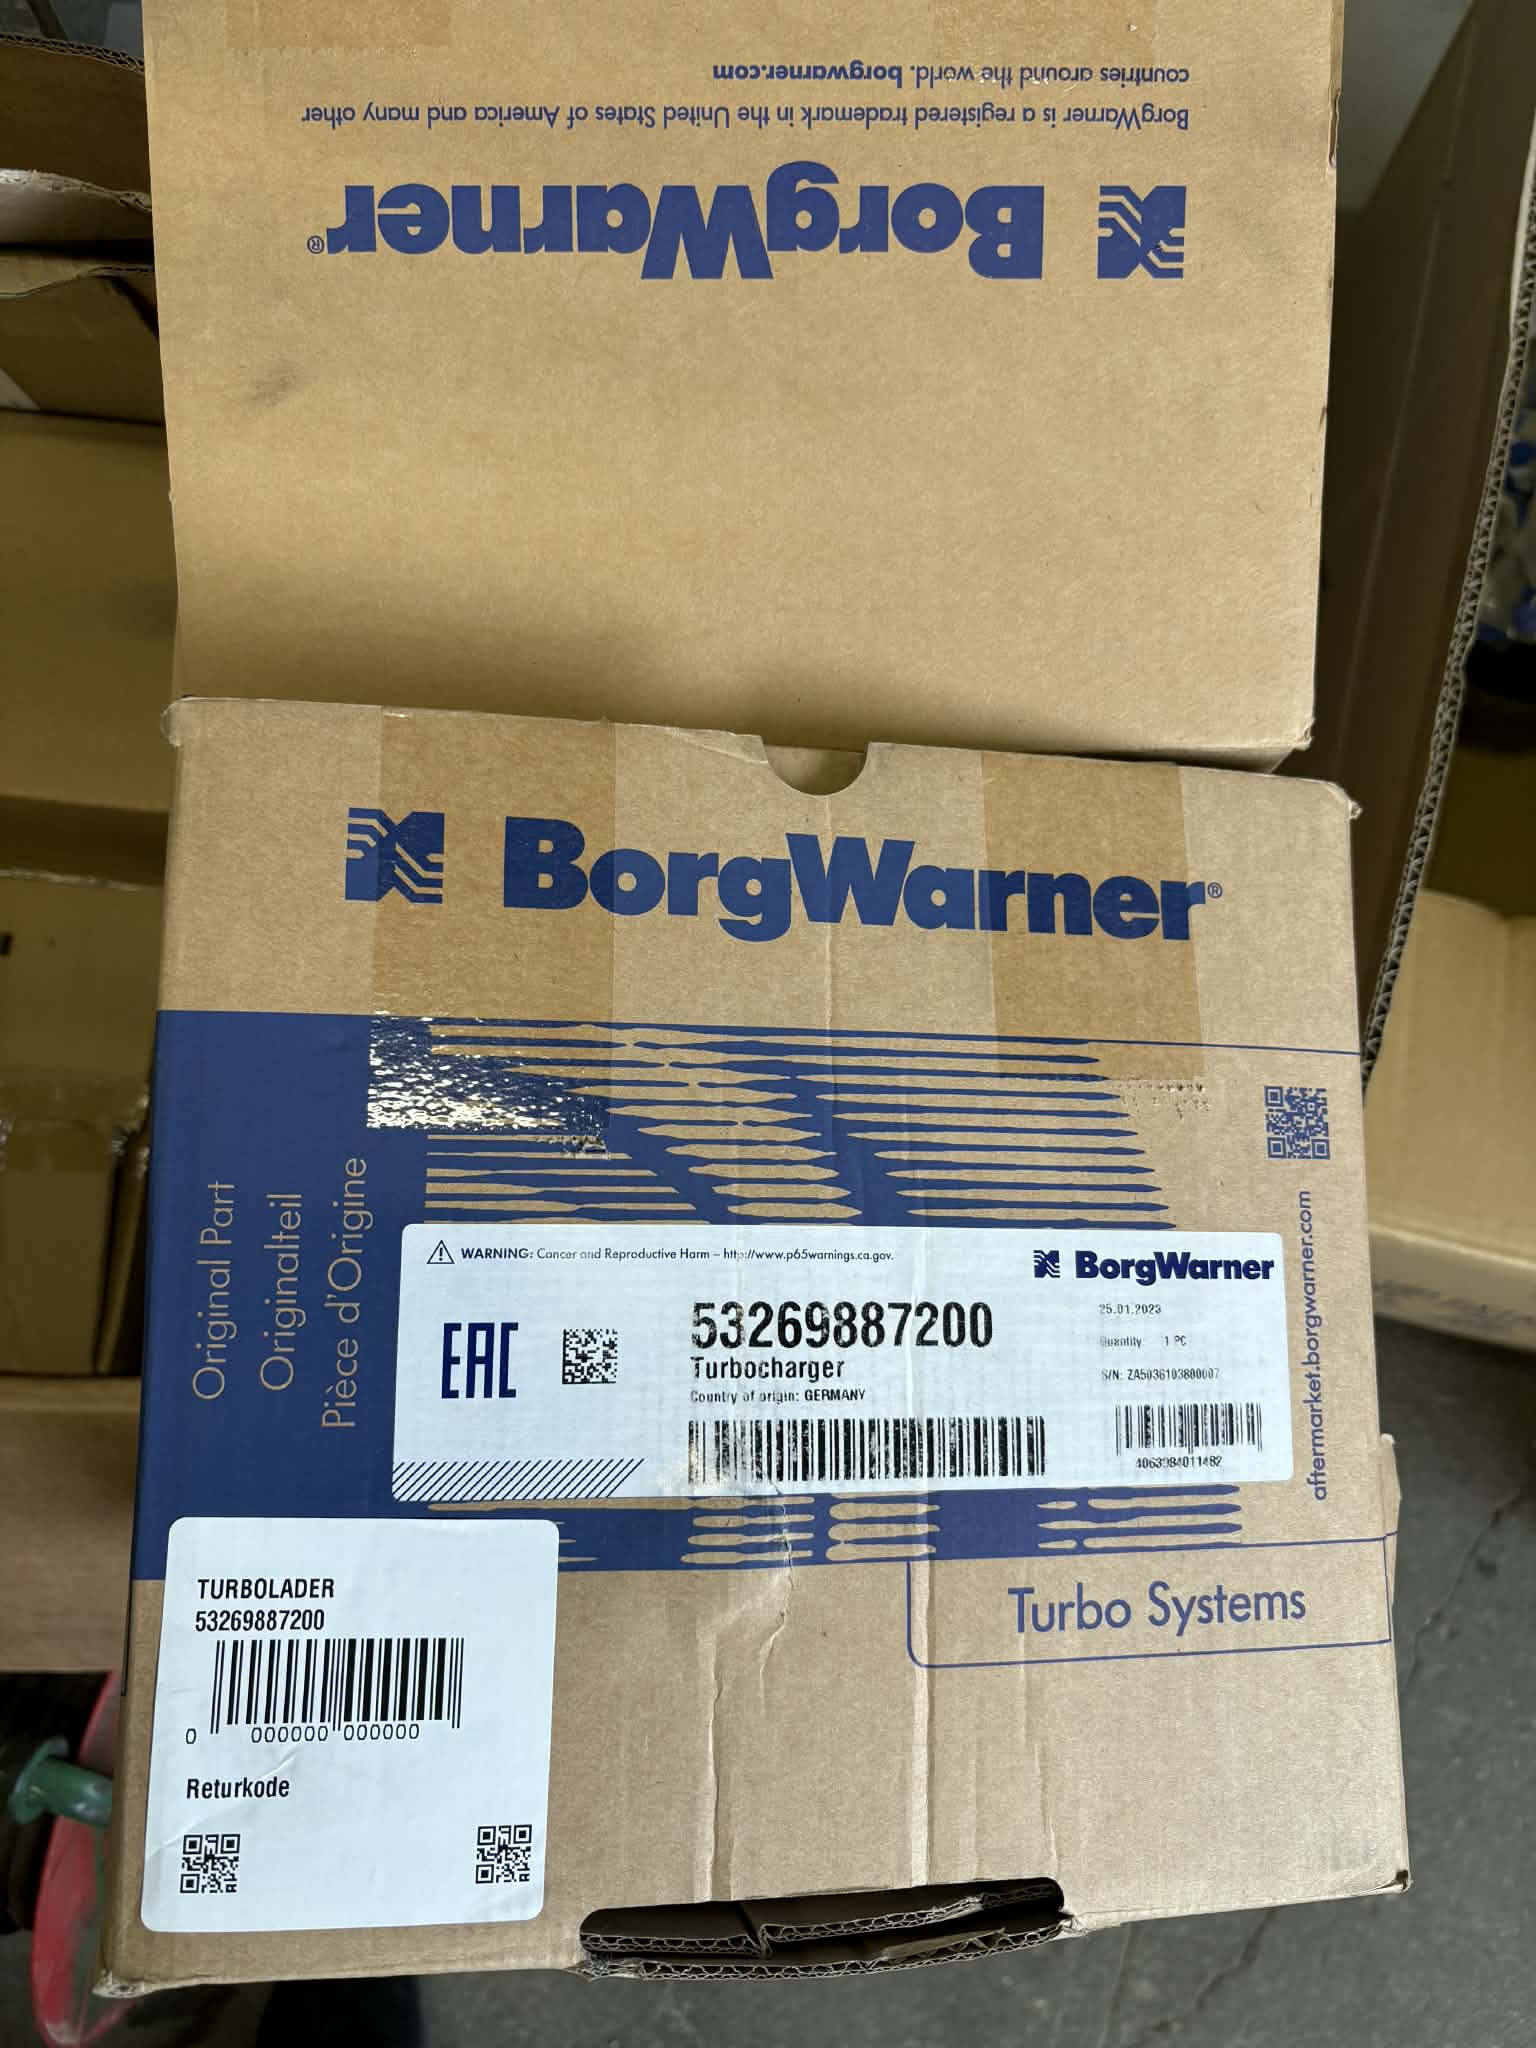 countries around the world. borgwarner.com
BorgWarner is a registered trademark in the United States of America and many other
BorgWarner®
BorgWarner®
Original Part
Originalteil
Pièce d'Origine
WARNING: Cancer and Reproductive Harm – http://www.p65warnings.ca.gov.
BorgWarner
EAC
53269887200
Turbocharger
Country of origin: GERMANY
25.01.2023
Quantity: 1 PC
S/N: ZA5036103800007
4063984011482
aftermarket.borgwarner.com
Turbo Systems
TURBOLADER
53269887200
0 000000 000000
Returkode